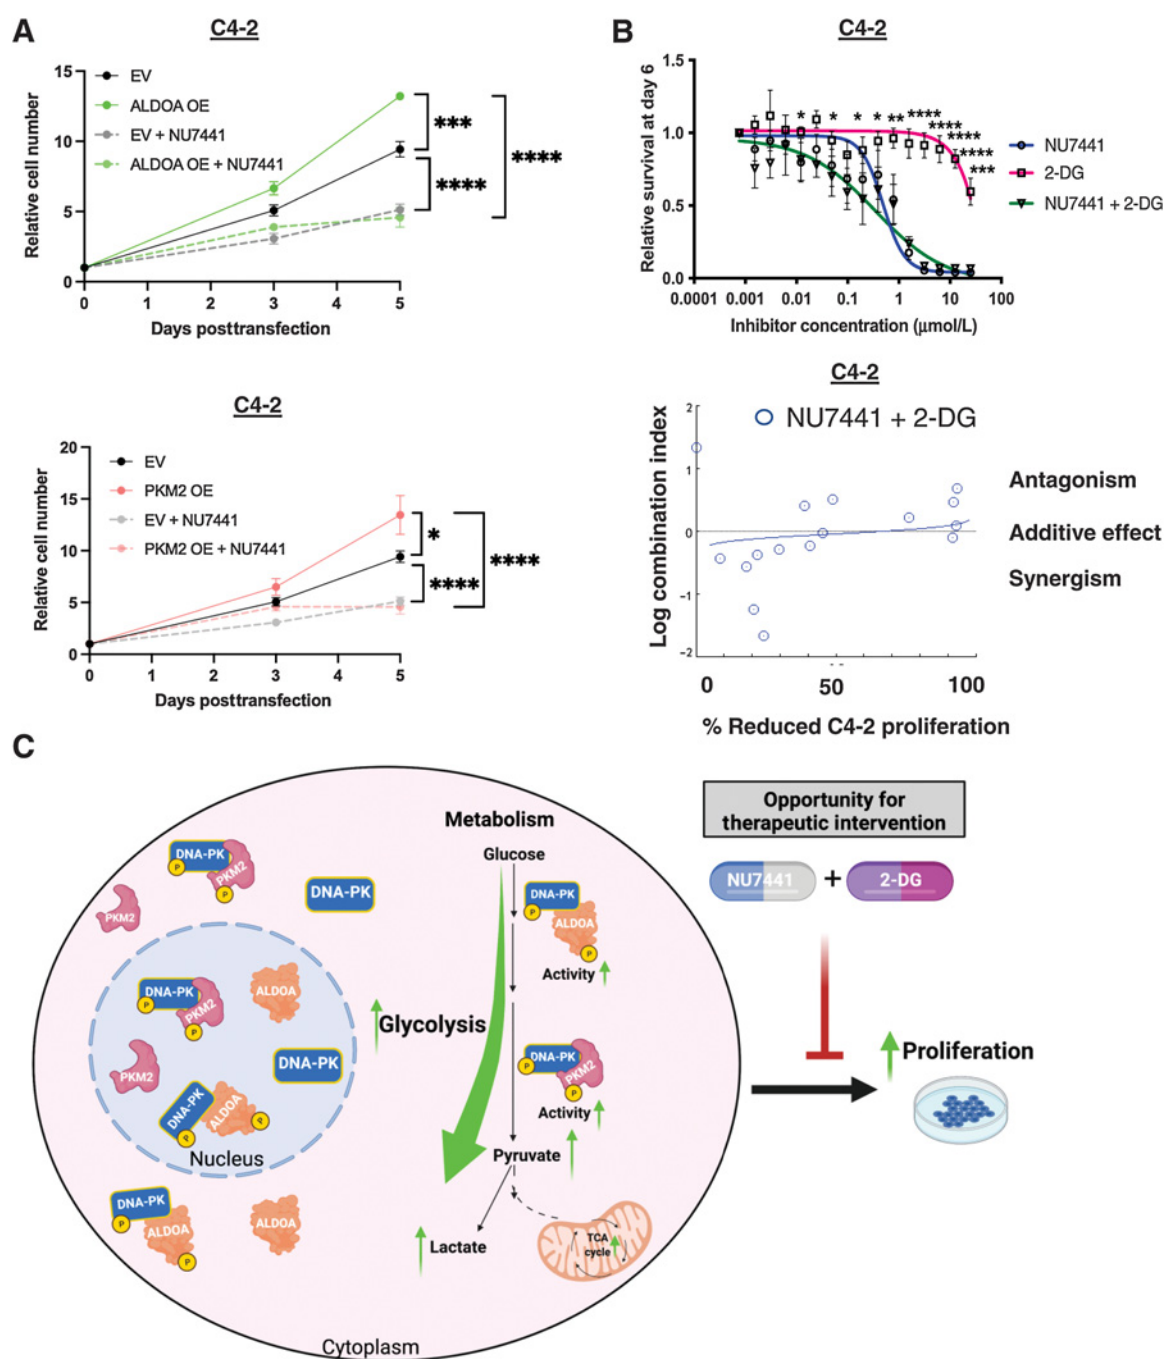 A
C4-2
Relative cell number
15
10
5
0
EV
ALDOA OE
EV + NU7441
ALDOA OE + NU7441
***
****
****
0 1 2 3 4 5
Days posttransfection
B
C4-2
Relative survival at day 6
1.5
1.0
0.5
0.0
* * * * ** ****
****
****
****
***
NU7441
2-DG
NU7441 + 2-DG
0.0001 0.001 0.01 0.1 1 10 100
Inhibitor concentration (μmol/L)
C4-2
Relative cell number
20
15
10
5
0
EV
PKM2 OE
EV + NU7441
PKM2 OE + NU7441
*
****
****
0 1 2 3 4 5
Days posttransfection
C4-2
Log combination index
2
1
0
−1
−2
NU7441 + 2-DG
Antagonism
Additive effect
Synergism
0 50 100
% Reduced C4-2 proliferation
C
DNA-PK
P
PKM2
P
PKM2
DNA-PK
DNA-PK
P
PKM2
P
ALDOA
PKM2
DNA-PK
DNA-PK
P
ALDOA
P
Nucleus
DNA-PK
P
ALDOA
P
ALDOA
Cytoplasm
Metabolism
Glucose
DNA-PK
P
ALDOA
P
Activity
Glycolysis
DNA-PK
P
PKM2
P
Activity
Pyruvate
Lactate
TCA
cycle
Opportunity for
therapeutic intervention
NU7441 + 2-DG
Proliferation